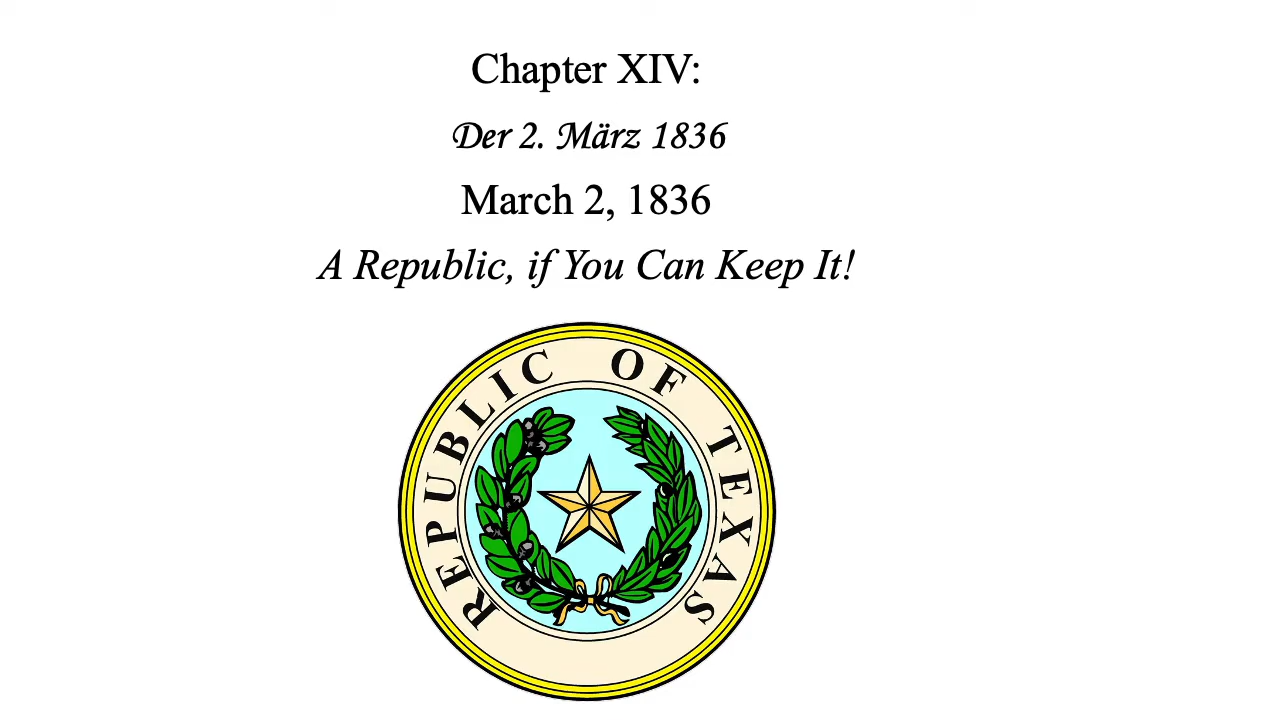 Chapter XIV:
Der 2. März 1836
March 2, 1836
A Republic, if You Can Keep It!
REPUBLIC OF TEXAS